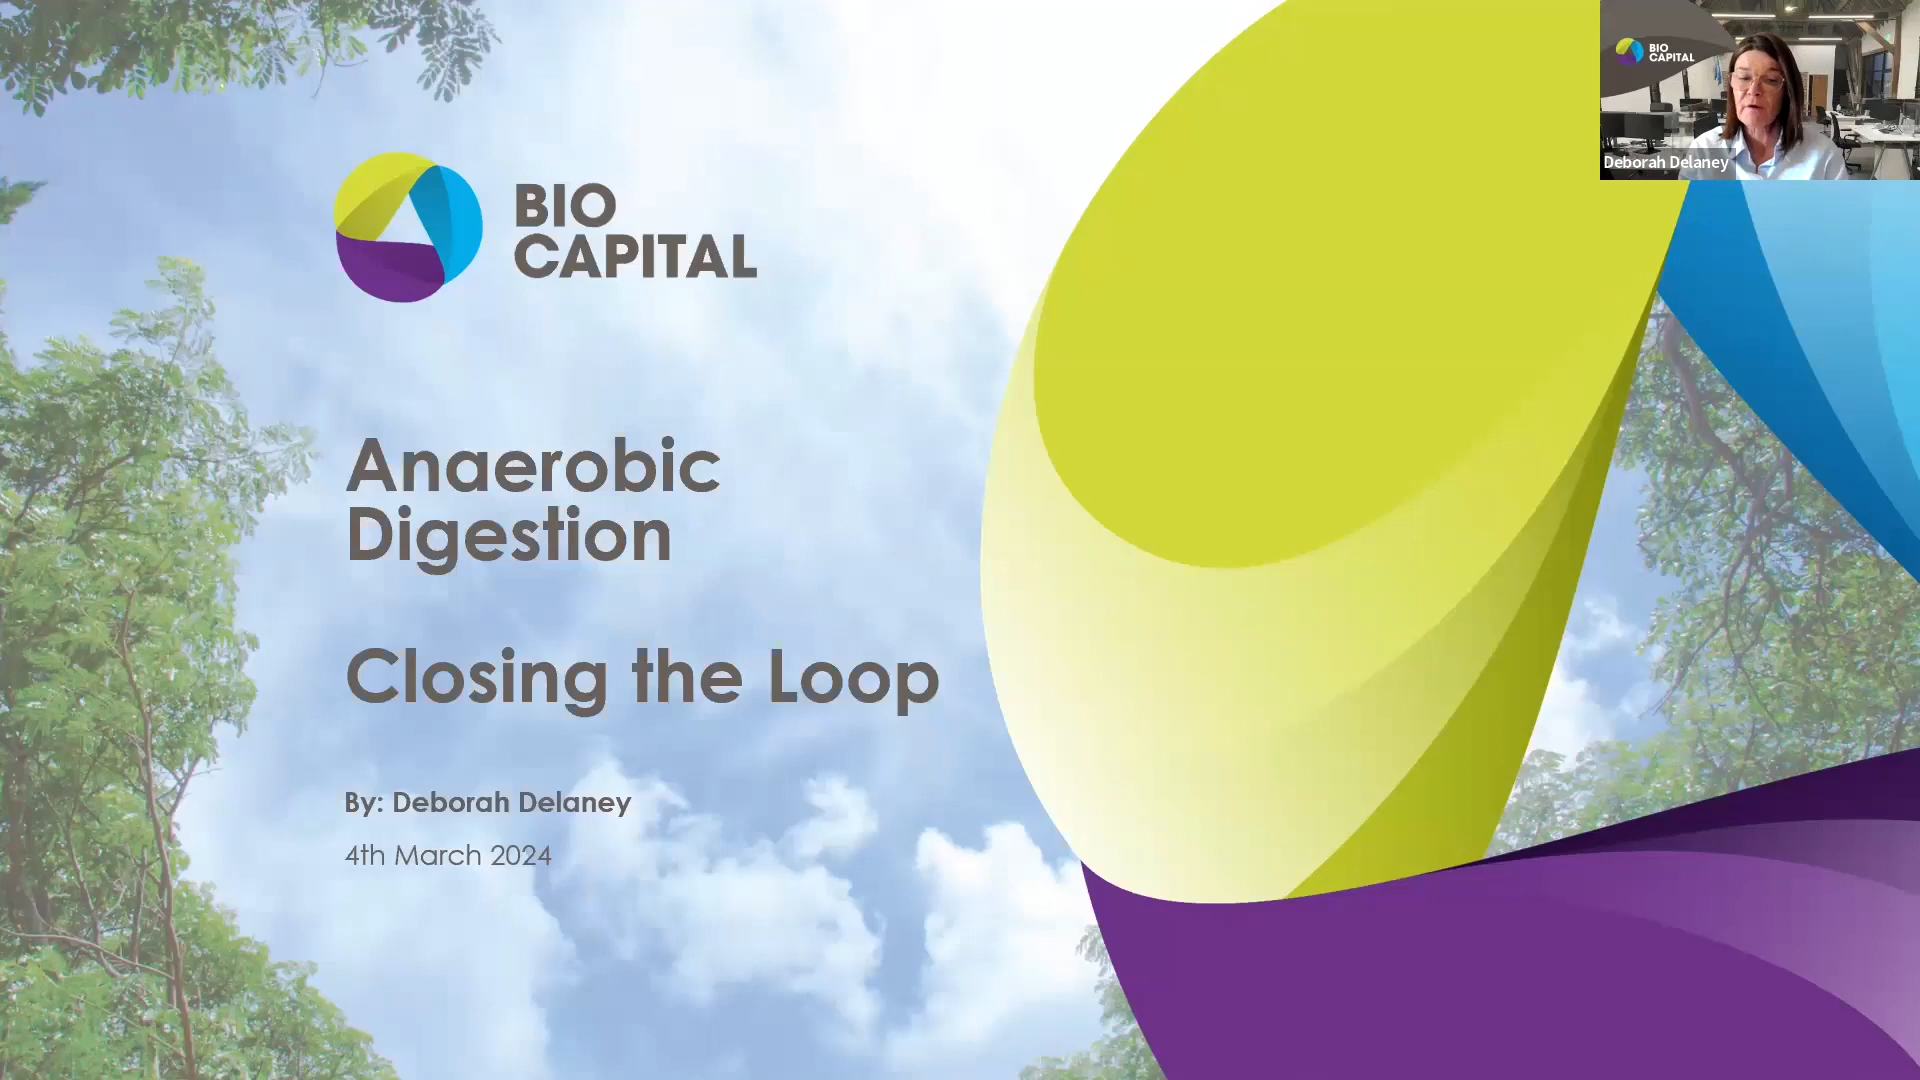 BIO
CAPITAL
Anaerobic
Digestion
Closing the Loop
By: Deborah Delaney
4th March 2024
BIO
CAPITAL
Deborah Delaney